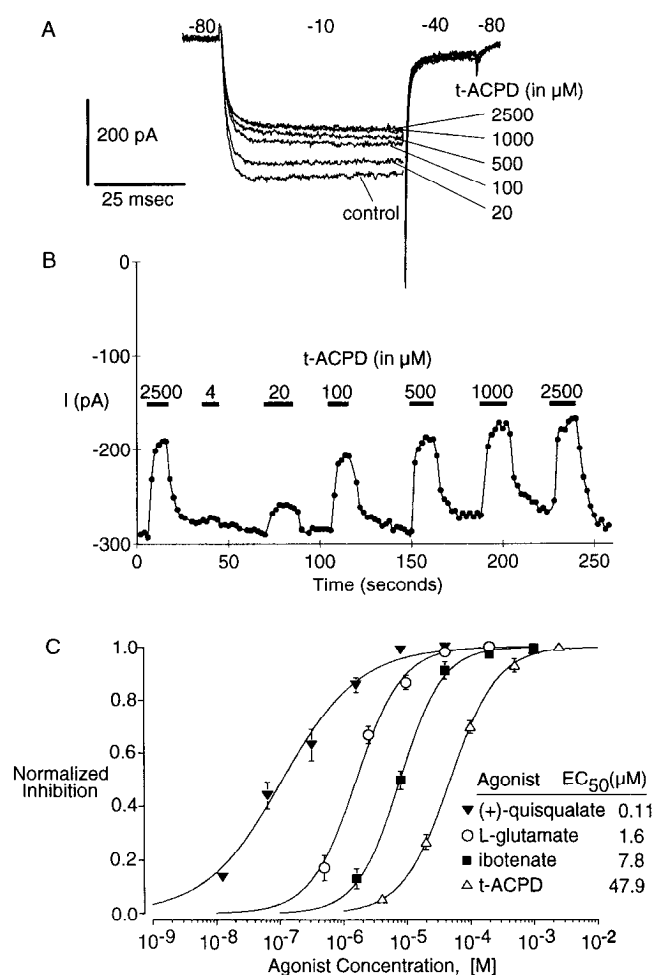 A
-80 -10 -40 -80
t-ACPD (in μM)
2500
1000
500
100
20
control
200 pA
25 msec
B
0
-100
-200
-300
I (pA)
t-ACPD (in μM)
2500 4 20 100 500 1000 2500
0 50 100 150 200 250
Time (seconds)
C
1.0
0.8
0.6
0.4
0.2
0.0
Normalized
Inhibition
Agonist EC50(μM)
(+)-quisqualate 0.11
L-glutamate 1.6
ibotenate 7.8
t-ACPD 47.9
10-9 10-8 10-7 10-6 10-5 10-4 10-3 10-2
Agonist Concentration, [M]